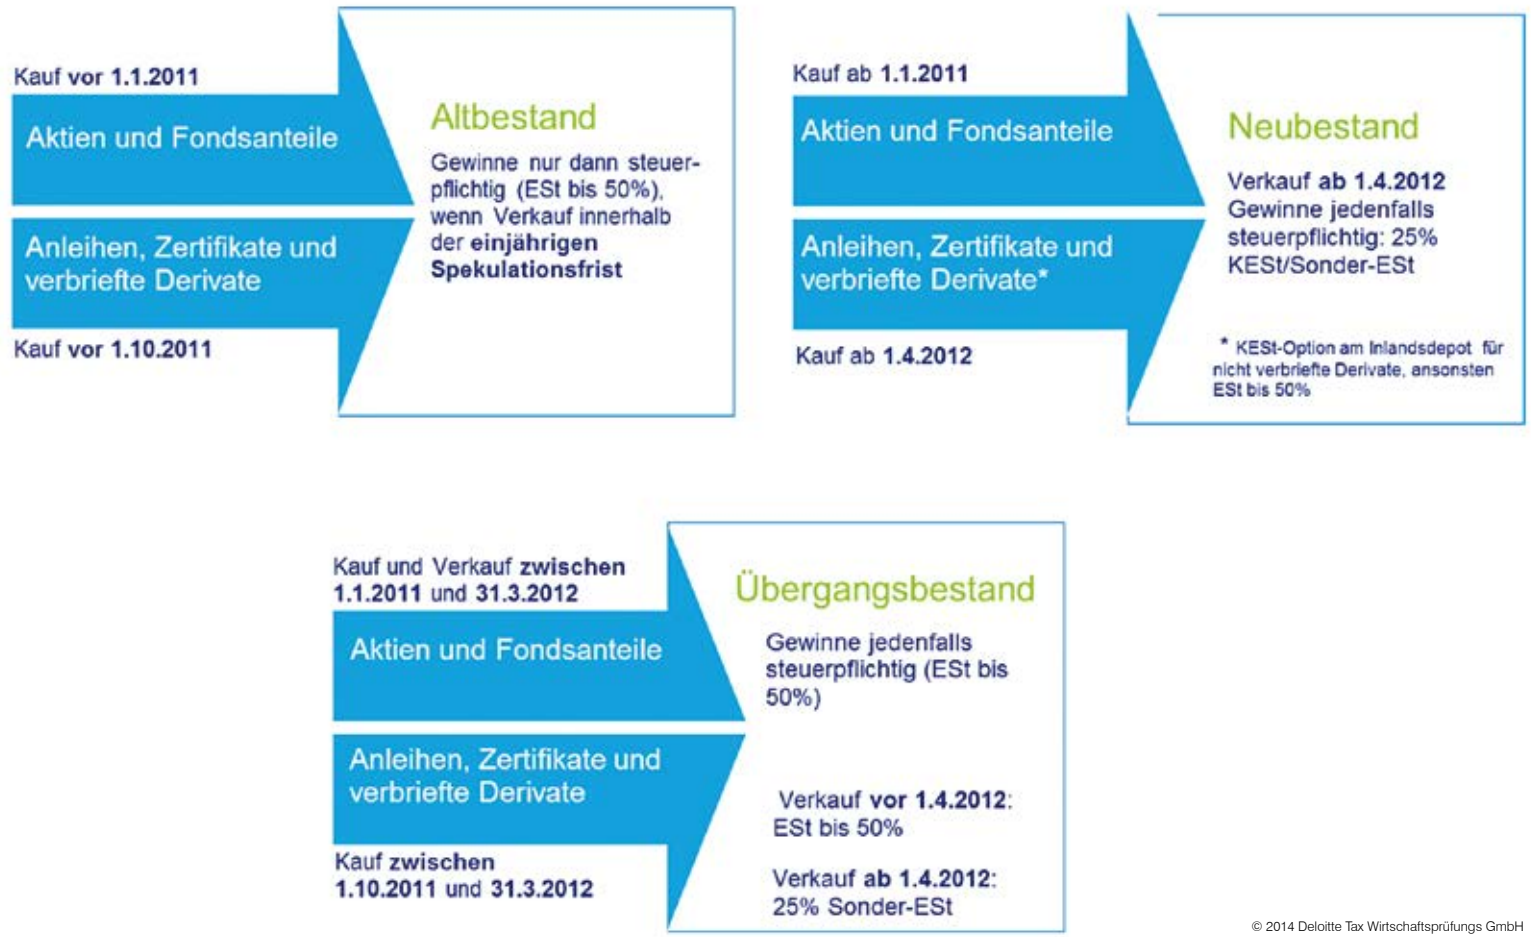 Kauf vor 1.1.2011
Aktien und Fondsanteile
Anleihen, Zertifikate und
verbriefte Derivate
Kauf vor 1.10.2011
Altbestand
Gewinne nur dann steuer-
pflichtig (ESt bis 50%),
wenn Verkauf innerhalb
der einjährigen
Spekulationsfrist
Kauf ab 1.1.2011
Aktien und Fondsanteile
Anleihen, Zertifikate und
verbriefte Derivate*
Kauf ab 1.4.2012
Neubestand
Verkauf ab 1.4.2012
Gewinne jedenfalls
steuerpflichtig: 25%
KESt/Sonder-ESt
* KESt-Option am Inlandsdepot für
nicht verbriefte Derivate, ansonsten
ESt bis 50%
Kauf und Verkauf zwischen
1.1.2011 und 31.3.2012
Aktien und Fondsanteile
Anleihen, Zertifikate und
verbriefte Derivate
Kauf zwischen
1.10.2011 und 31.3.2012
Übergangsbestand
Gewinne jedenfalls
steuerpflichtig (ESt bis
50%)
Verkauf vor 1.4.2012:
ESt bis 50%
Verkauf ab 1.4.2012:
25% Sonder-ESt
© 2014 Deloitte Tax Wirtschaftsprüfungs GmbH